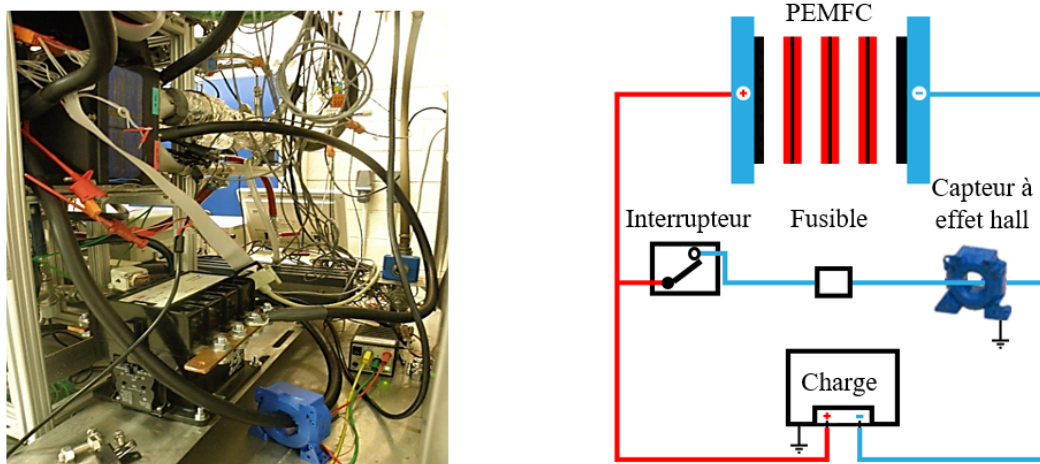 PEMFC
Interrupteur
Fusible
Capteur à
effet hall
Charge